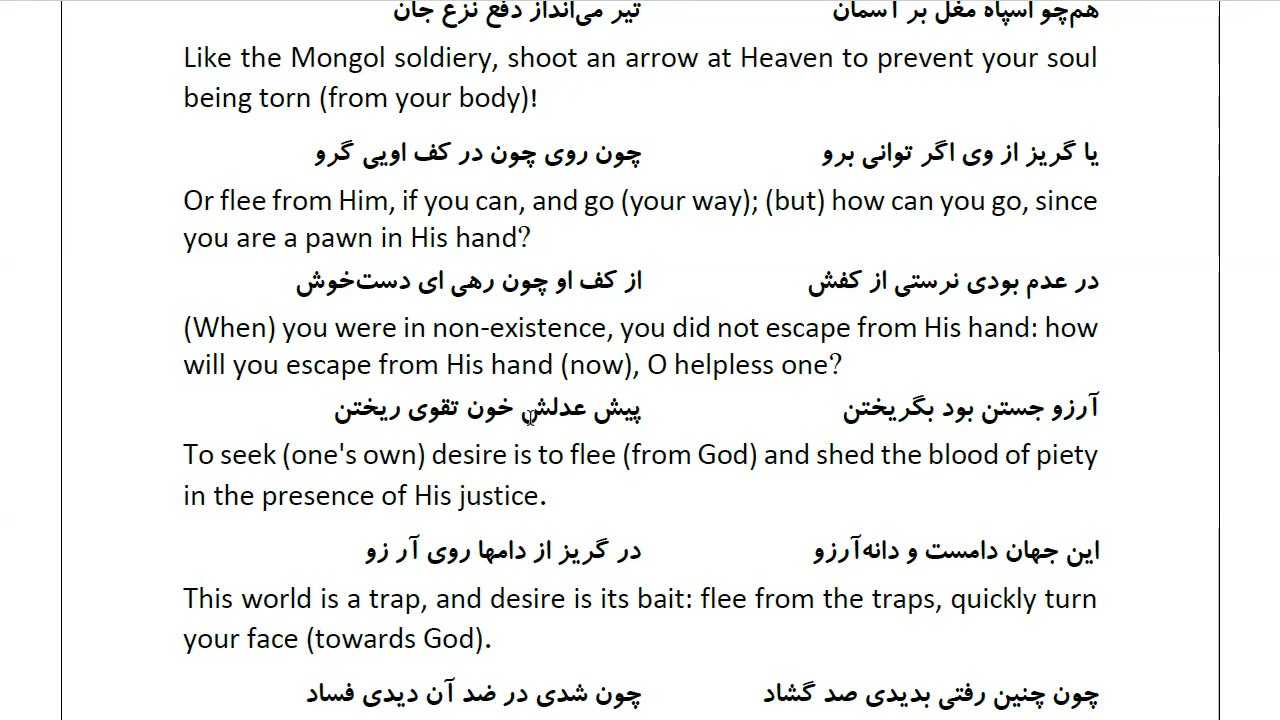 هم‌چو اسپاه مغل بر آسمان تیر می‌انداز دفع نزع جان
Like the Mongol soldiery, shoot an arrow at Heaven to prevent your soul
being torn (from your body)!
یا گریز از وی اگر توانی برو چون روی چون در کف اویی گرو
Or flee from Him, if you can, and go (your way); (but) how can you go, since
you are a pawn in His hand?
در عدم بودی نرستی از کفش از کف او چون رهی ای دست‌خوش
(When) you were in non-existence, you did not escape from His hand: how
will you escape from His hand (now), O helpless one?
آرزو جستن بود بگریختن پیش عدلش خون تقوی ریختن
To seek (one's own) desire is to flee (from God) and shed the blood of piety
in the presence of His justice.
این جهان دامست و دانه‌آرزو در گریز از دامها روی آر زو
This world is a trap, and desire is its bait: flee from the traps, quickly turn
your face (towards God).
چون چنین رفتی بدیدی صد گشاد چون شدی در ضد آن دیدی فساد